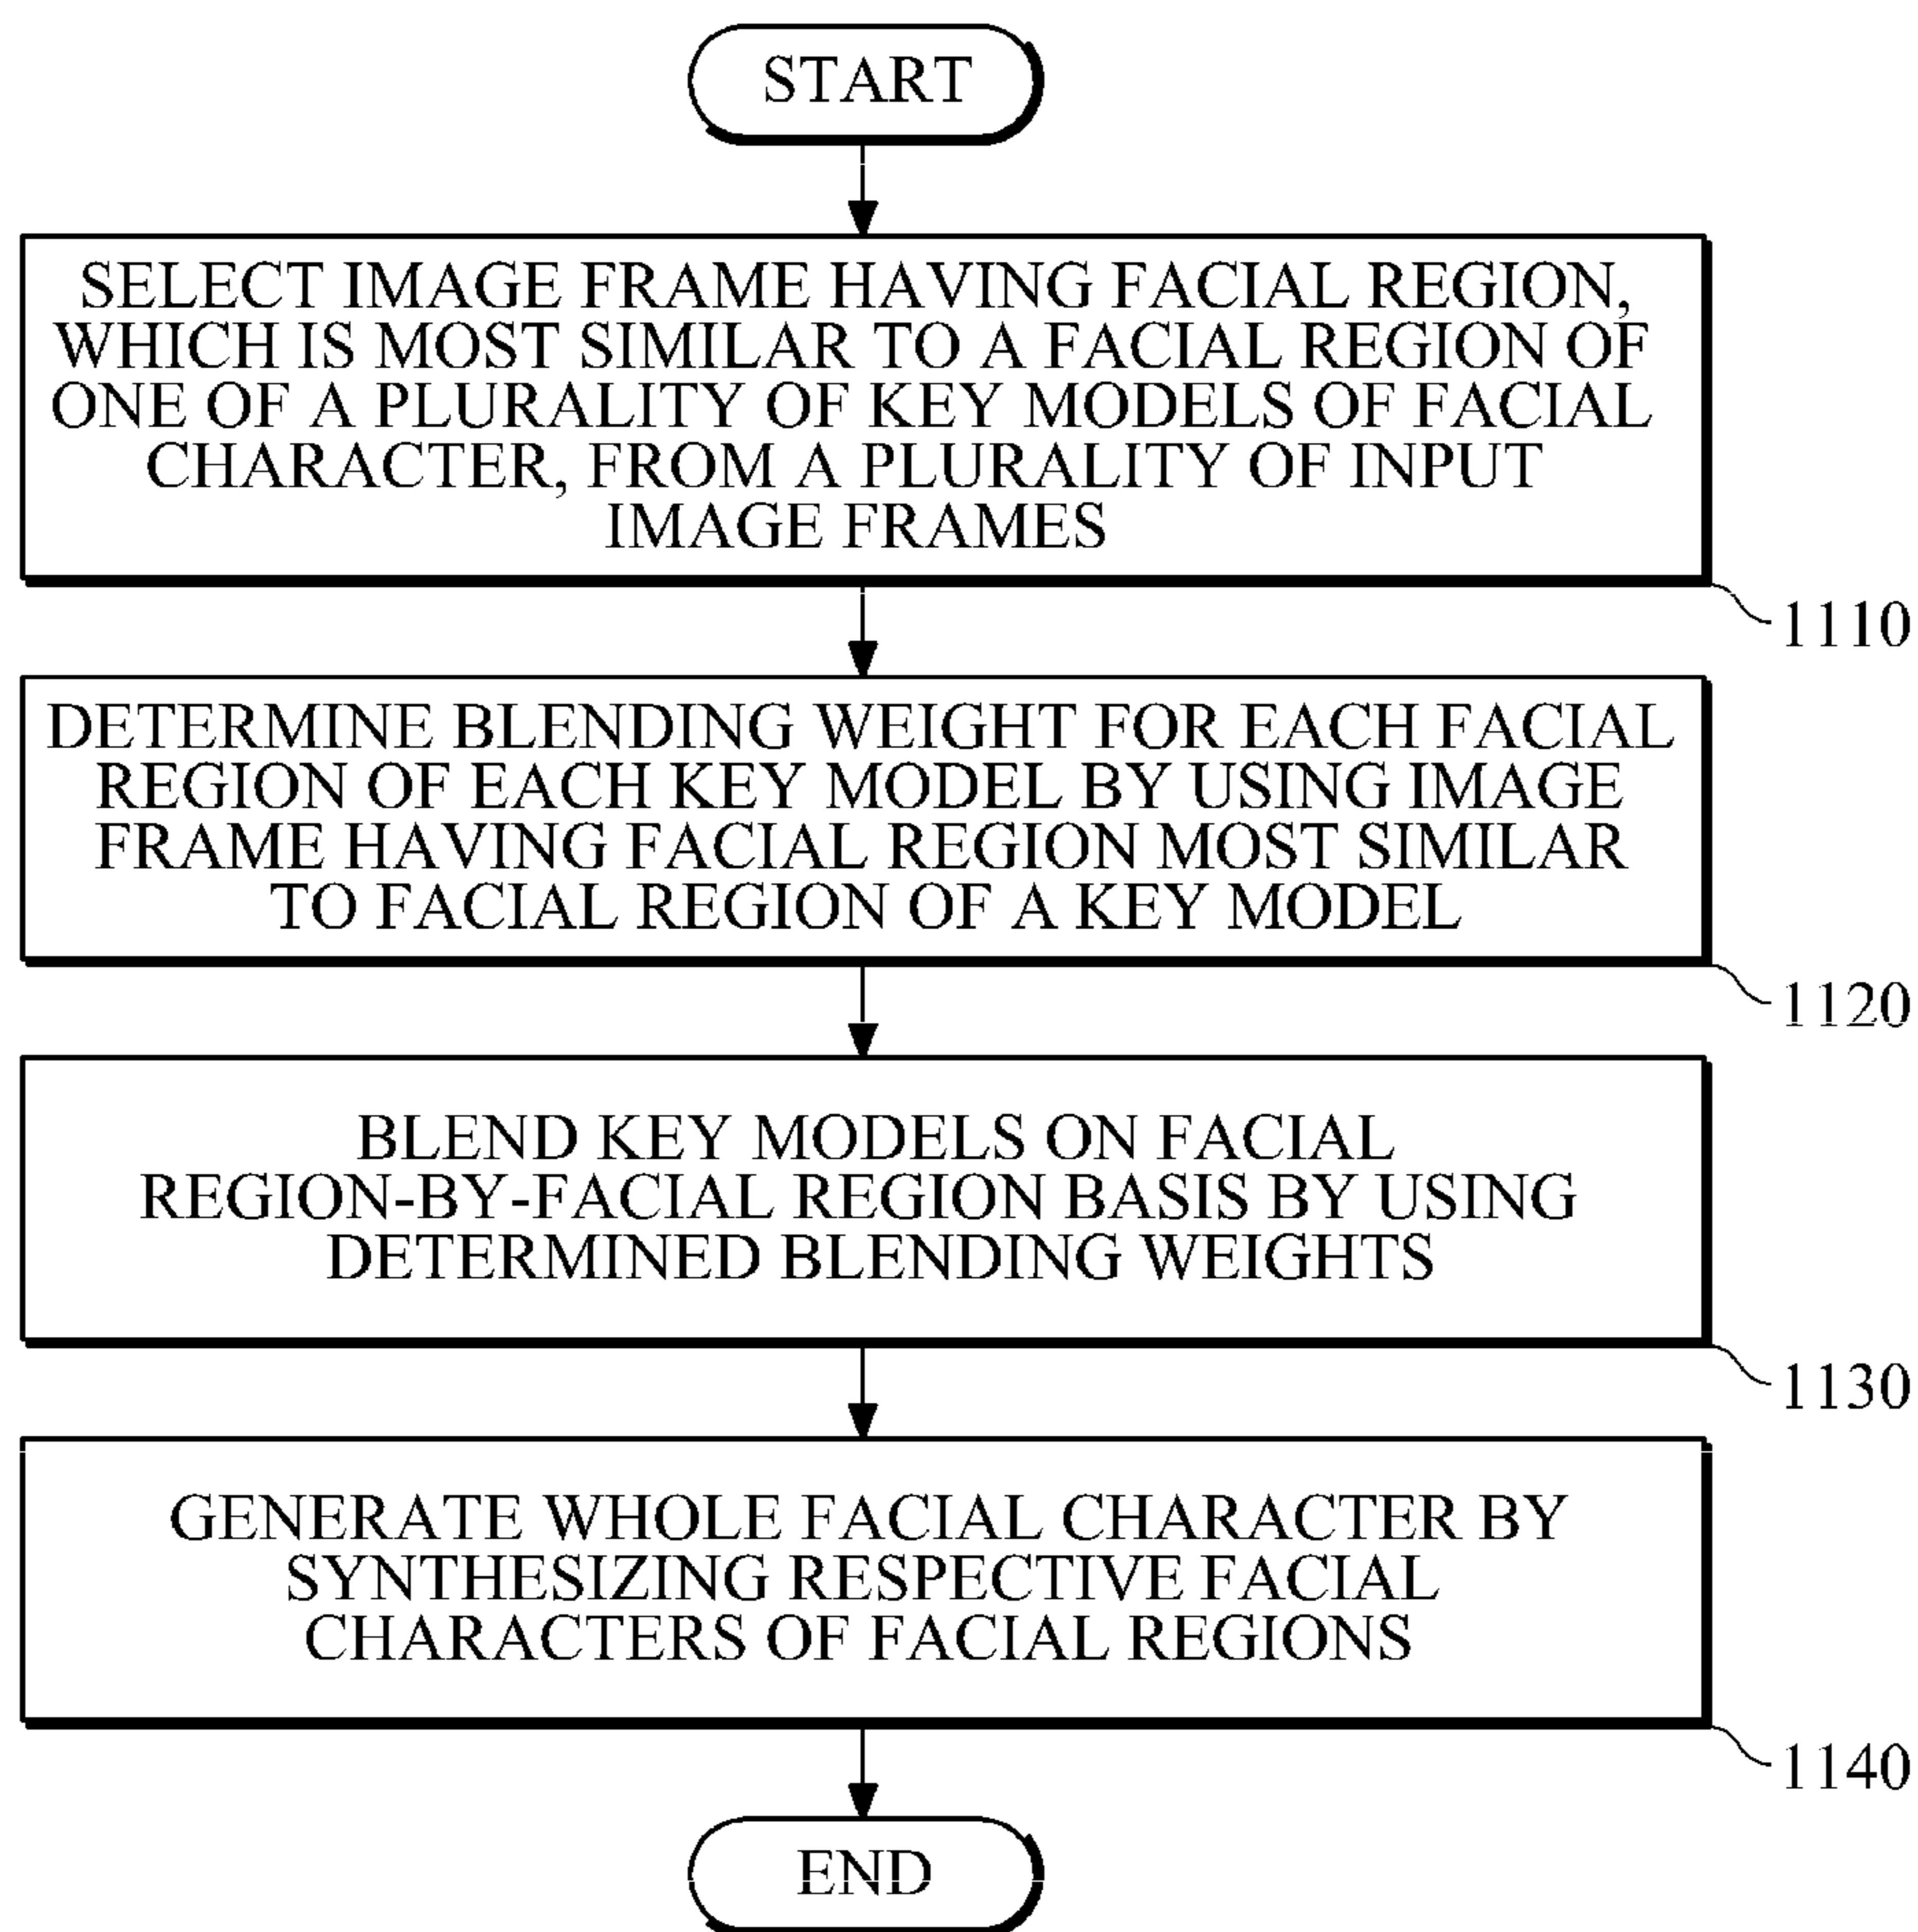 START
SELECT IMAGE FRAME HAVING FACIAL REGION,
WHICH IS MOST SIMILAR TO A FACIAL REGION OF
ONE OF A PLURALITY OF KEY MODELS OF FACIAL
CHARACTER, FROM A PLURALITY OF INPUT
IMAGE FRAMES
1110
DETERMINE BLENDING WEIGHT FOR EACH FACIAL
REGION OF EACH KEY MODEL BY USING IMAGE
FRAME HAVING FACIAL REGION MOST SIMILAR
TO FACIAL REGION OF A KEY MODEL
1120
BLEND KEY MODELS ON FACIAL
REGION-BY-FACIAL REGION BASIS BY USING
DETERMINED BLENDING WEIGHTS
1130
GENERATE WHOLE FACIAL CHARACTER BY
SYNTHESIZING RESPECTIVE FACIAL
CHARACTERS OF FACIAL REGIONS
1140
END